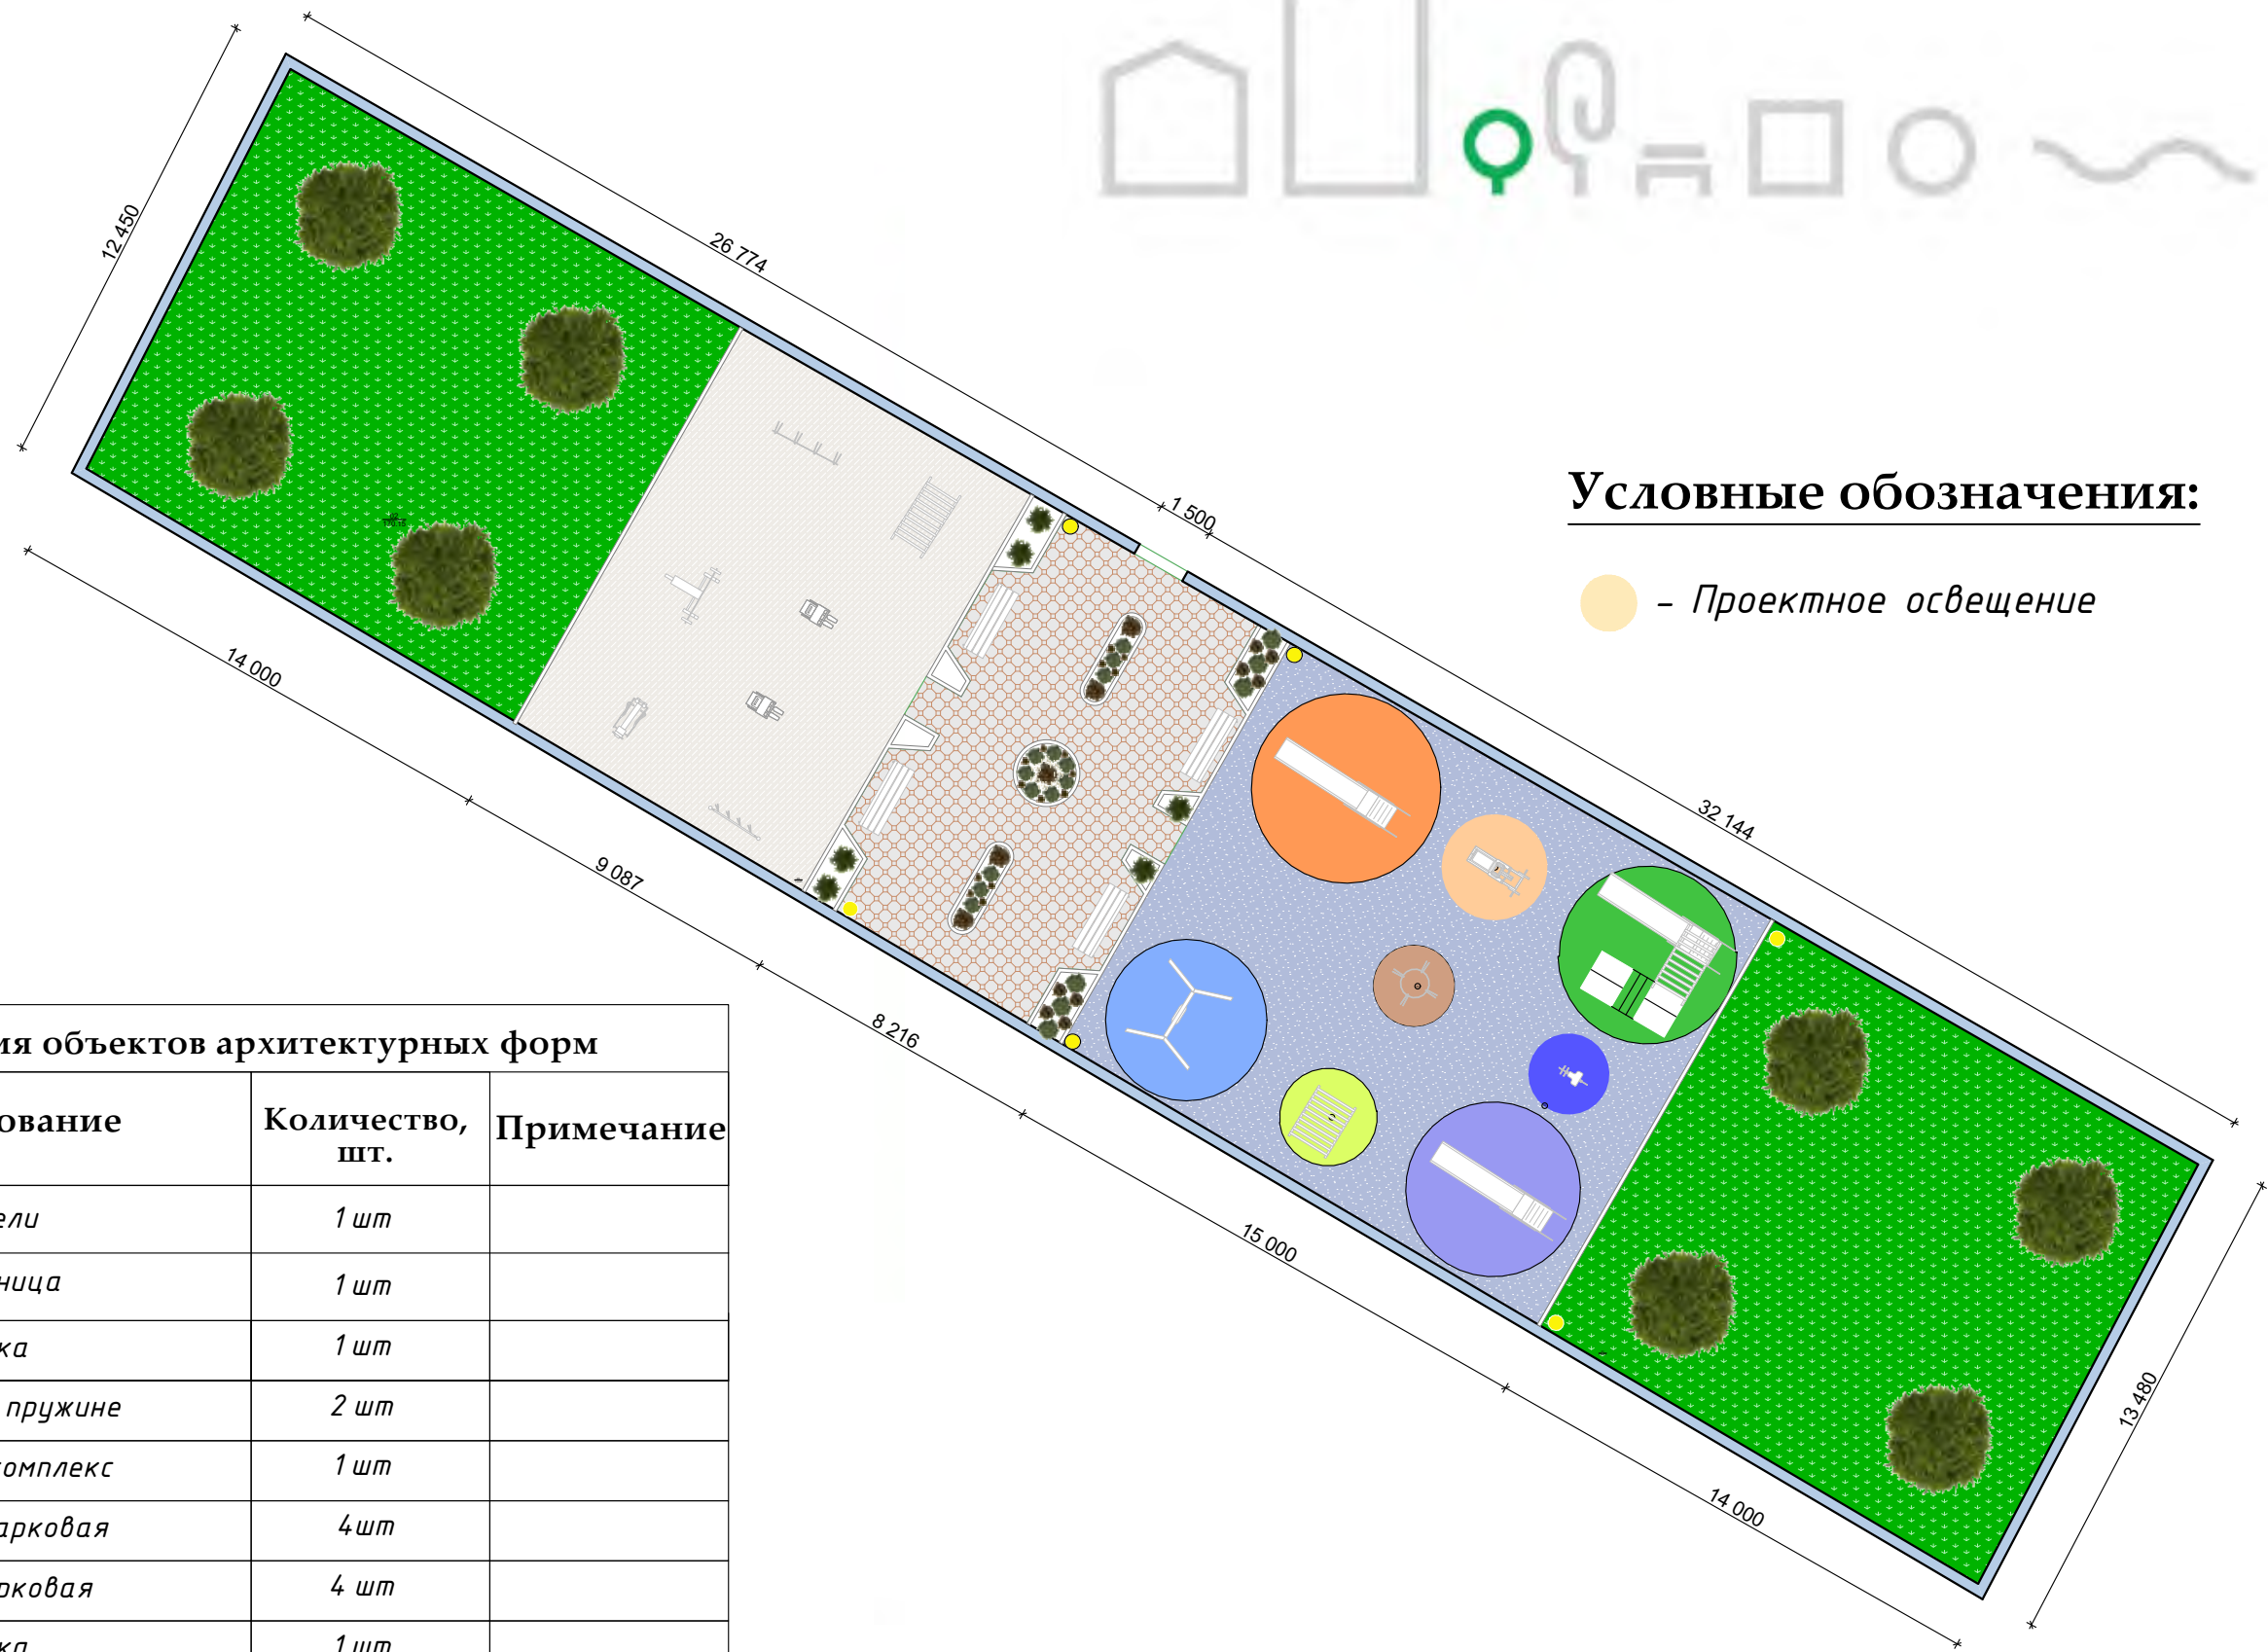 12 450
26 774
1 500
Условные обозначения:
- Проектное освещение
14 000
9 087
8 216
32 144
15 000
14 000
13 480
ия объектов архитектурных форм
ование
Количество, шт.
Примечание
ели
1 шт
ница
1 шт
ка
1 шт
пружине
2 шт
омплекс
1 шт
арковая
4шт
рковая
4 шт
ка
1 шт